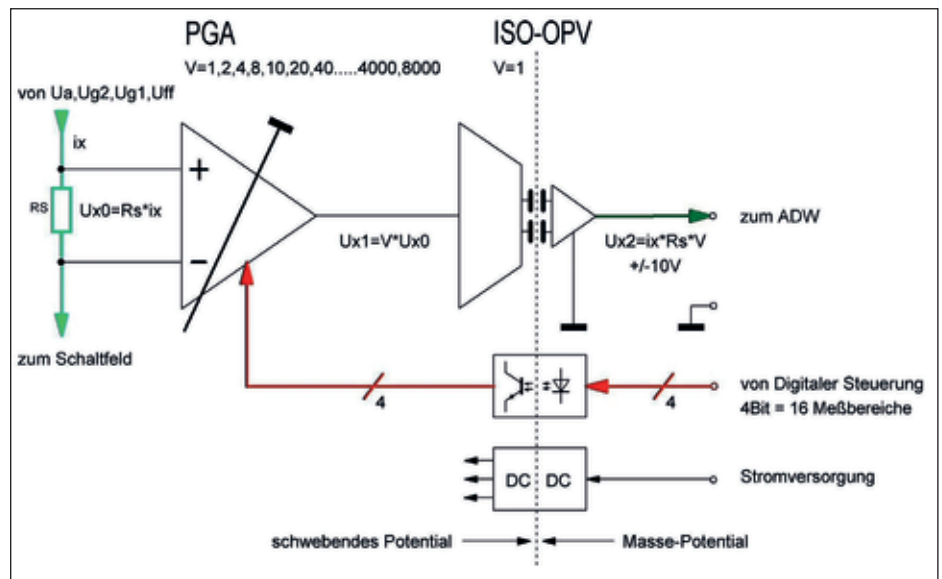 PGA
ISO-OPV
V=1,2,4,8,10,20,40.....4000,8000
V=1
von Ua,Ug2,Ug1,Uff
ix
+
RS
Ux0=Rs*ix
−
Ux1=V*Ux0
zum ADW
Ux2=ix*Rs*V
+/-10V
zum Schaltfeld
4
4
von Digitaler Steuerung
4Bit = 16 Meßbereiche
DC
DC
Stromversorgung
schwebendes Potential
Masse-Potential